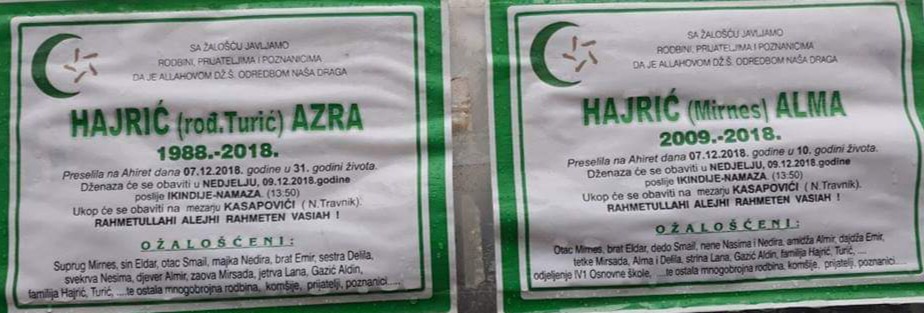 SA ŽALOŠĆU JAVLJAMO
RODBINI, PRIJATELJIMA I POZNANICIMA
DA JE ALLAHOVOM DŽ.Š. ODREDBOM NAŠA DRAGA
HAJRIĆ (rođ.Turić) AZRA
1988.-2018.
Preselila na Ahiret dana 07.12.2018. godine u 31. godini života.
Dženaza će se obaviti u NEDJELJU, 09.12.2018.godine
poslije IKINDIJE-NAMAZA. (13:50)
Ukop će se obaviti na mezarju KASAPOVIĆI ( N.Travnik).
RAHMETULLAHI ALEJHI RAHMETEN VASIAH !
OŽALOŠĆENI:
Suprug Mirnes, sin Eldar, otac Smail, majka Nedira, brat Emir, sestra Delila,
svekrva Nesima, djever Almir, zaova Mirsada, jetrva Lana, Gazić Aldin,
familija Hajrić, Turić, ....te ostala mnogobrojna rodbina, komšije, prijatelji, poznanici.....
SA ŽALOŠĆU JAVLJAMO
RODBINI, PRIJATELJIMA I POZNANICIMA
DA JE ALLAHOVOM DŽ.Š. ODREDBOM NAŠA DRAGA
HAJRIĆ (Mirnes) ALMA
2009.-2018.
Preselila na Ahiret dana 07.12.2018. godine u 10. godini života.
Dženaza će se obaviti u NEDJELJU, 09.12.2018.godine
poslije IKINDIJE-NAMAZA. (13:50)
Ukop će se obaviti na mezarju KASAPOVIĆI ( N.Travnik).
RAHMETULLAHI ALEJHI RAHMETEN VASIAH !
OŽALOŠĆENI:
Otac Mirnes, brat Eldar, dedo Smail, nene Nasima i Nedira, amidža Almir, dajdža Emir,
tetke Mirsada, Alma i Delila, strina Lana, Gazić Aldin, familija Hajrić, Turić, ....
odjeljenje IV1 Osnovne škole, ....te ostala mnogobrojna rodbina, komšije, prijatelji, poznanici.....